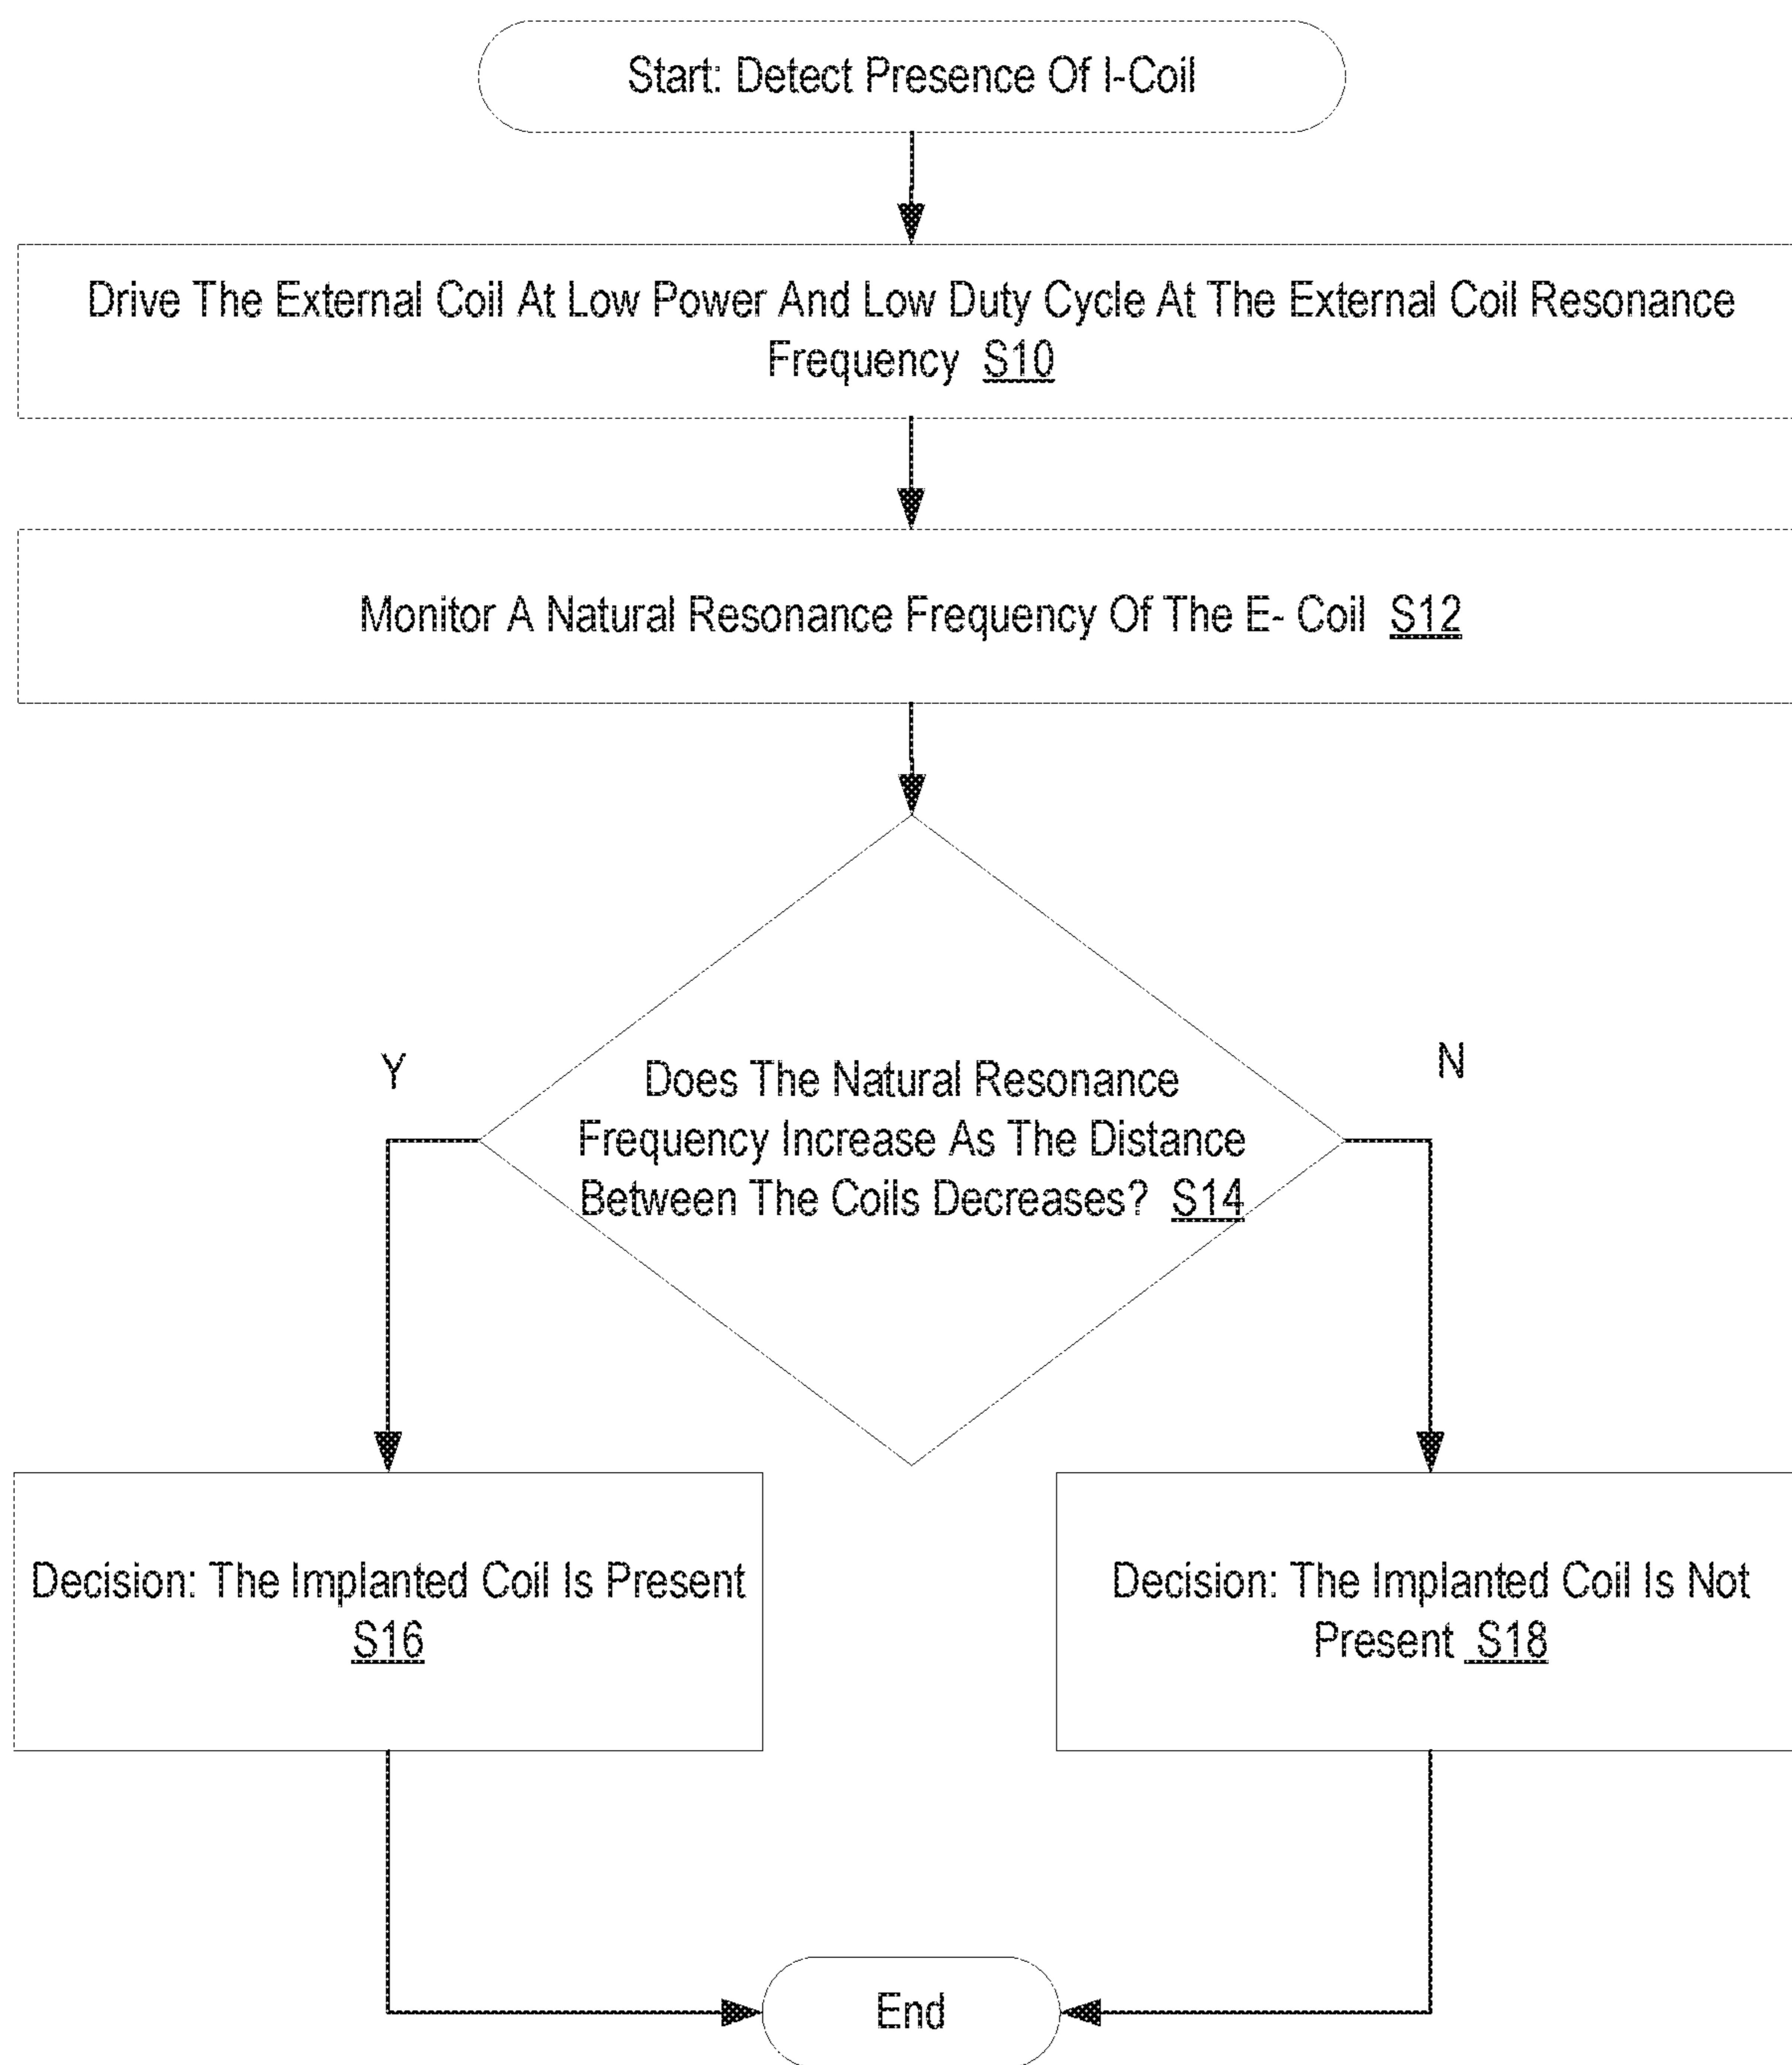 Start: Detect Presence Of I-Coil
Drive The External Coil At Low Power And Low Duty Cycle At The External Coil Resonance
Frequency S10
Monitor A Natural Resonance Frequency Of The E- Coil S12
Y
N
Does The Natural Resonance
Frequency Increase As The Distance
Between The Coils Decreases? S14
Decision: The Implanted Coil Is Present
S16
Decision: The Implanted Coil Is Not
Present S18
End